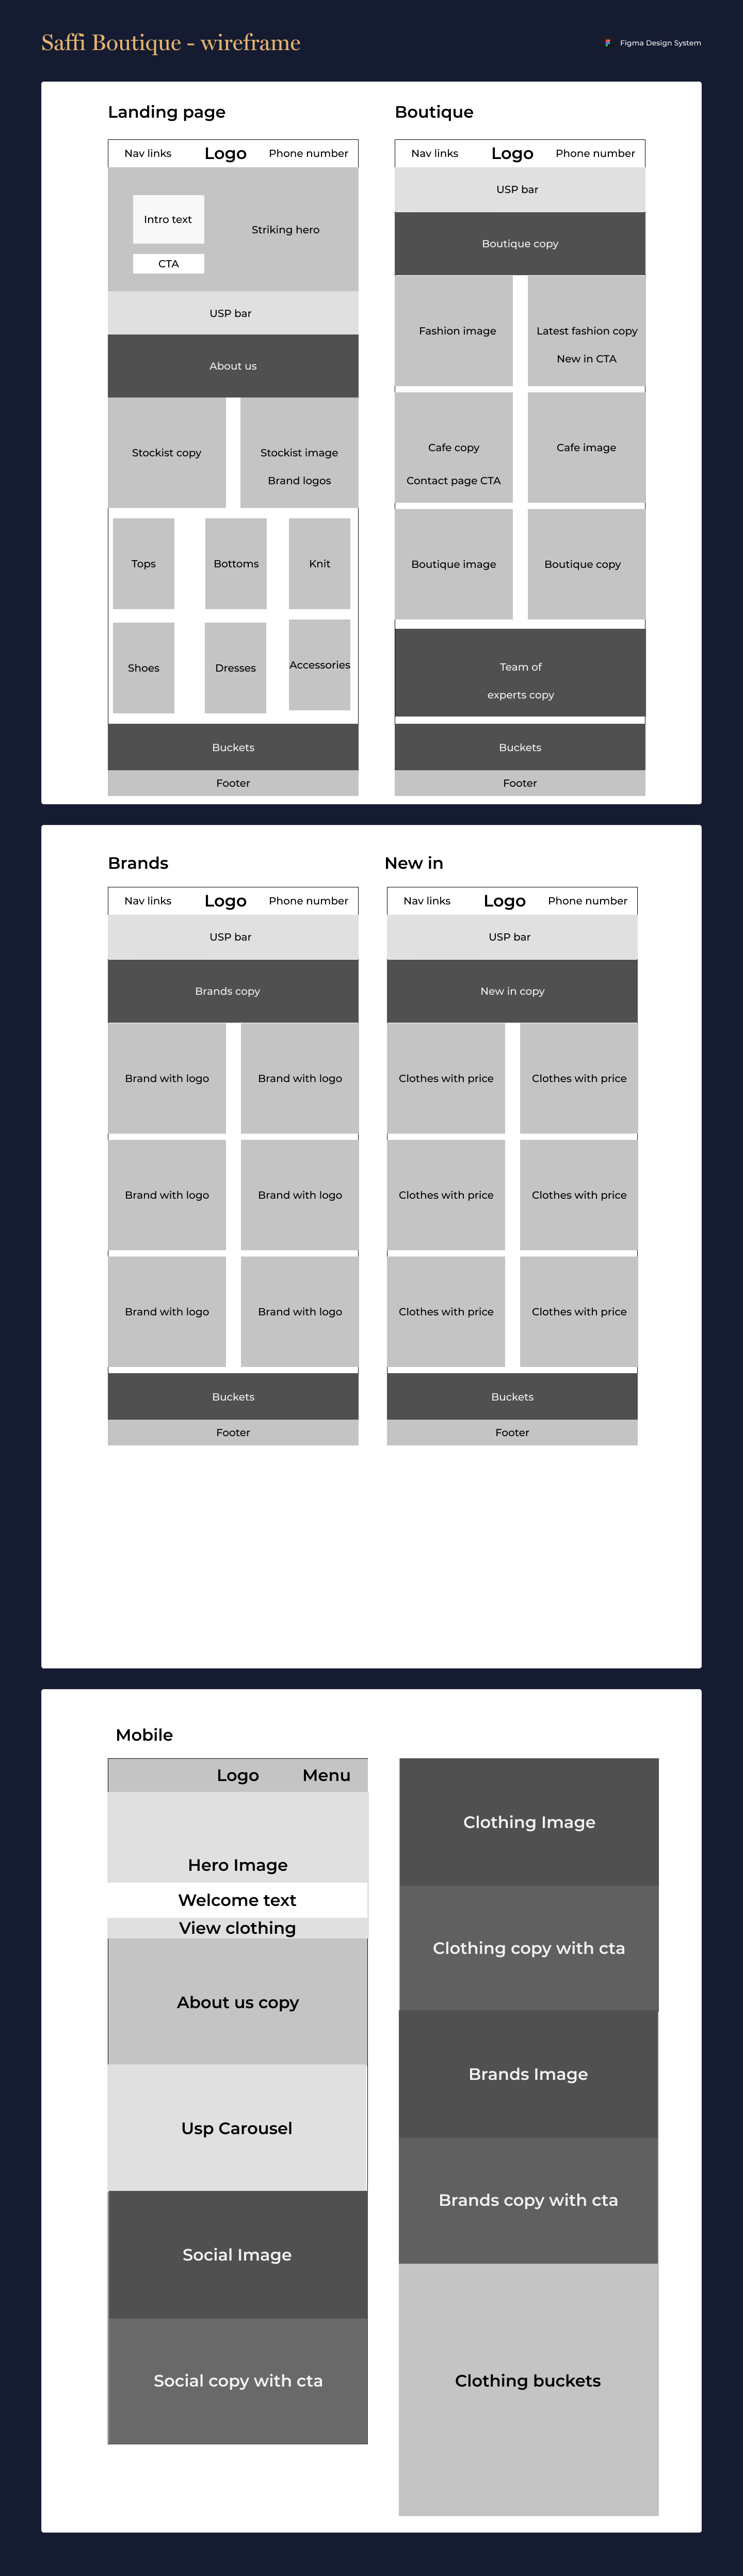 Saffi Boutique - wireframe
Figma Design System
Landing page
Nav links Logo Phone number
Intro text
Striking hero
CTA
USP bar
About us
Stockist copy
Stockist image
Brand logos
Tops
Bottoms
Knit
Shoes
Dresses
Accessories
Buckets
Footer
Boutique
Nav links Logo Phone number
USP bar
Boutique copy
Fashion image
Latest fashion copy
New in CTA
Cafe copy
Contact page CTA
Cafe image
Boutique image
Boutique copy
Team of
experts copy
Buckets
Footer
Brands
Nav links Logo Phone number
USP bar
Brands copy
Brand with logo
Brand with logo
Brand with logo
Brand with logo
Brand with logo
Brand with logo
Buckets
Footer
New in
Nav links Logo Phone number
USP bar
New in copy
Clothes with price
Clothes with price
Clothes with price
Clothes with price
Clothes with price
Clothes with price
Buckets
Footer
Mobile
Logo Menu
Hero Image
Welcome text
View clothing
About us copy
Usp Carousel
Social Image
Social copy with cta
Clothing Image
Clothing copy with cta
Brands Image
Brands copy with cta
Clothing buckets